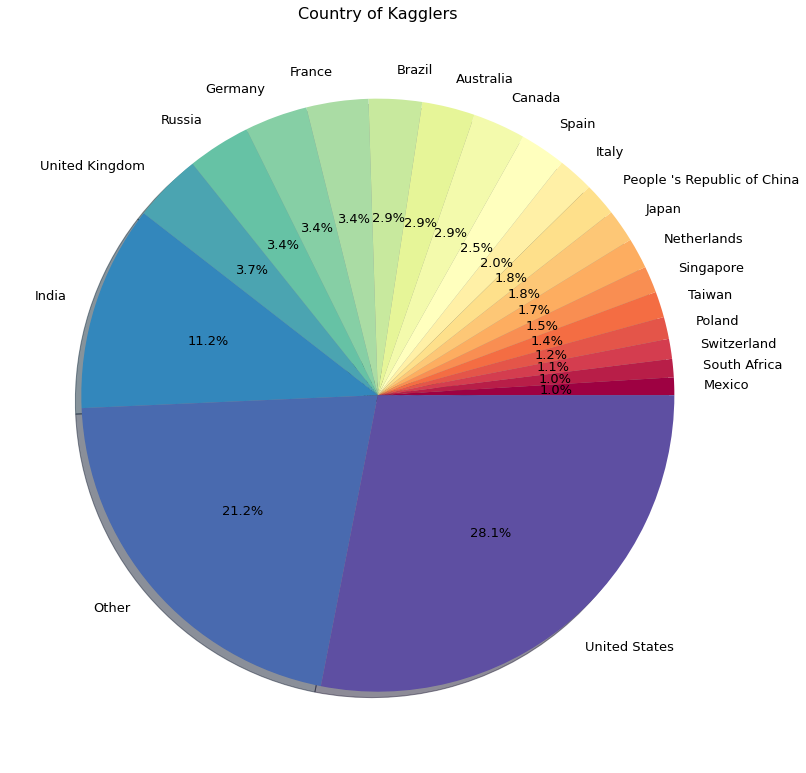 Country of Kagglers
Brazil
France
Australia
Germany
Canada
Russia
Spain
Italy
United Kingdom
People 's Republic of China
Japan
3.4%
2.9%
2.9%
3.4%
2.9%
Netherlands
3.4%
2.5%
2.0%
Singapore
3.7%
1.8%
India
1.8%
Taiwan
1.7%
Poland
1.5%
11.2%
1.4%
Switzerland
1.2%
South Africa
1.1%
1.0%
Mexico
1.0%
21.2%
28.1%
Other
United States